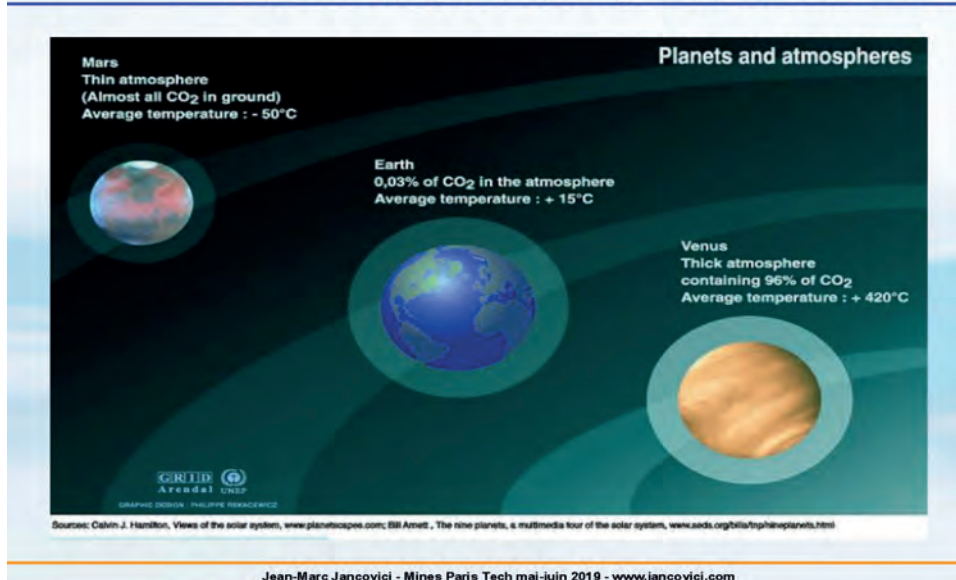 Planets and atmospheres
Mars
Thin atmosphere
(Almost all CO2 in ground)
Average temperature : - 50°C
Earth
0,03% of CO2 in the atmosphere
Average temperature : + 15°C
Venus
Thick atmosphere
containing 96% of CO2
Average temperature : + 420°C
GRID
Arendal UNEP
GRAPHIC DESIGN : PHILIPPE REKACEWICZ
Sources: Calvin J. Hamilton, Views of the solar system, www.planetscapes.com; Bill Arnett , The nine planets, a multimedia tour of the solar system, www.seds.org/billa/tnp/nineplanets.html
Jean-Marc Jancovici - Mines Paris Tech mai-juin 2019 - www.jancovici.com